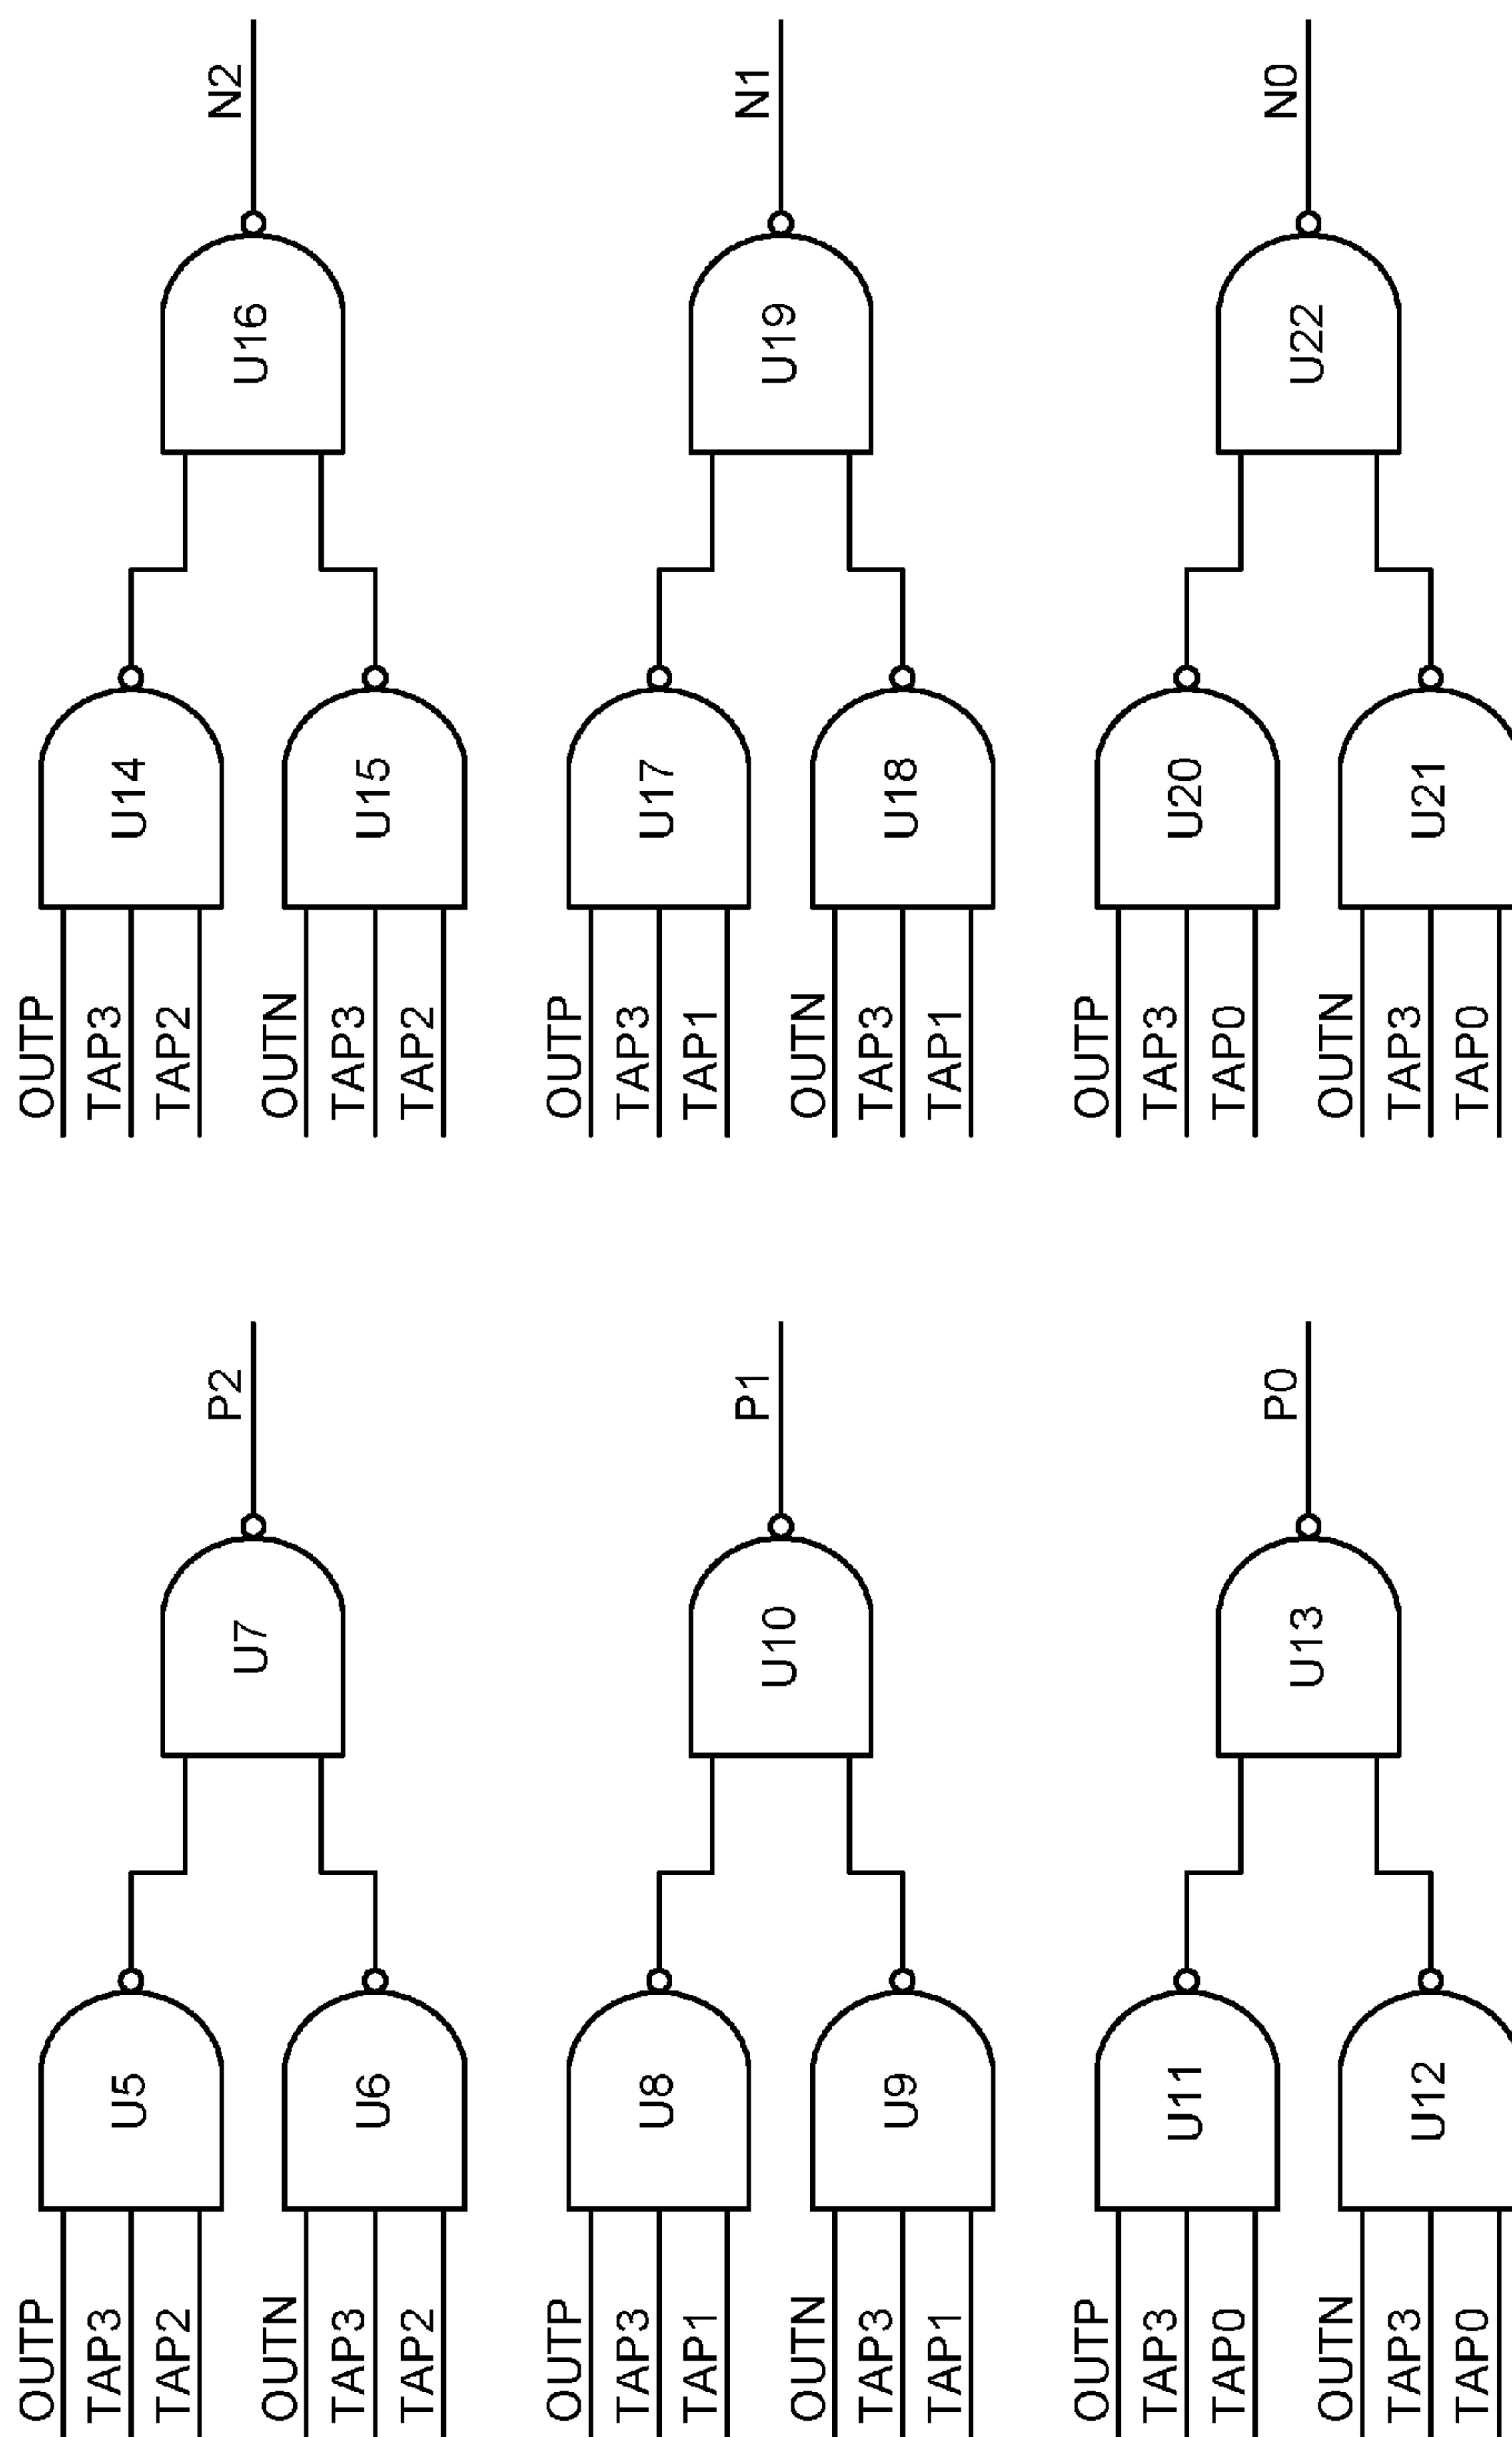 OUTP
TAP3
TAP2
U5
OUTN
TAP3
TAP2
U6
U7
P2
OUTP
TAP3
TAP1
U8
OUTN
TAP3
TAP1
U9
U10
P1
OUTP
TAP3
TAP0
U11
OUTN
TAP3
TAP0
U12
U13
P0
OUTP
TAP3
TAP2
U14
OUTN
TAP3
TAP2
U15
U16
N2
OUTP
TAP3
TAP1
U17
OUTN
TAP3
TAP1
U18
U19
N1
OUTP
TAP3
TAP0
U20
OUTN
TAP3
TAP0
U21
U22
N0